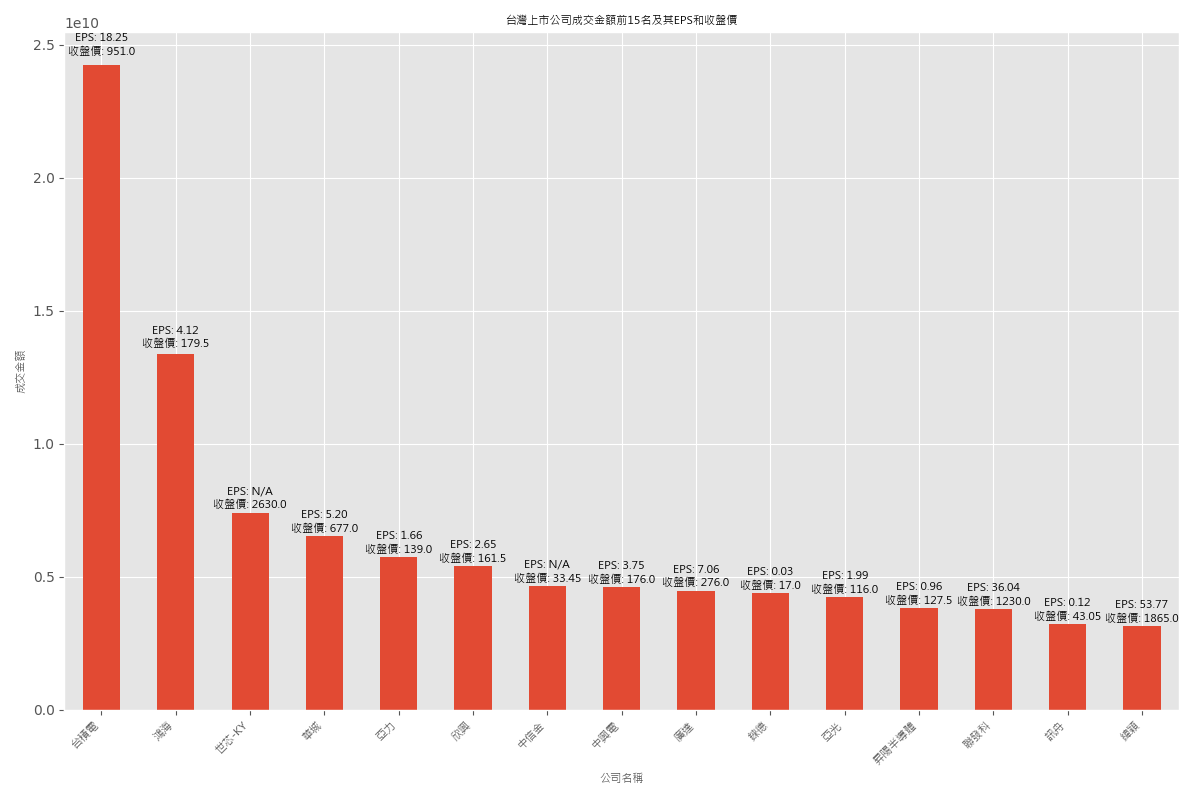 台灣上市公司成交金額前15名及其EPS和收盤價
1e10
2.5
2.0
1.5
1.0
0.5
0.0
成交金額
EPS: 18.25
收盤價: 951.0
EPS: 4.12
收盤價: 179.5
EPS: N/A
收盤價: 2630.0
EPS: 5.20
收盤價: 677.0
EPS: 1.66
收盤價: 139.0
EPS: 2.65
收盤價: 161.5
EPS: N/A
收盤價: 33.45
EPS: 3.75
收盤價: 176.0
EPS: 7.06
收盤價: 276.0
EPS: 0.03
收盤價: 17.0
EPS: 1.99
收盤價: 116.0
EPS: 0.96
收盤價: 127.5
EPS: 36.04
收盤價: 1230.0
EPS: 0.12
收盤價: 43.05
EPS: 53.77
收盤價: 1865.0
台積電
鴻海
世芯-KY
華城
亞力
欣興
中信金
中興電
廣達
錸德
亞光
昇陽半導體
聯發科
訊舟
緯穎
公司名稱